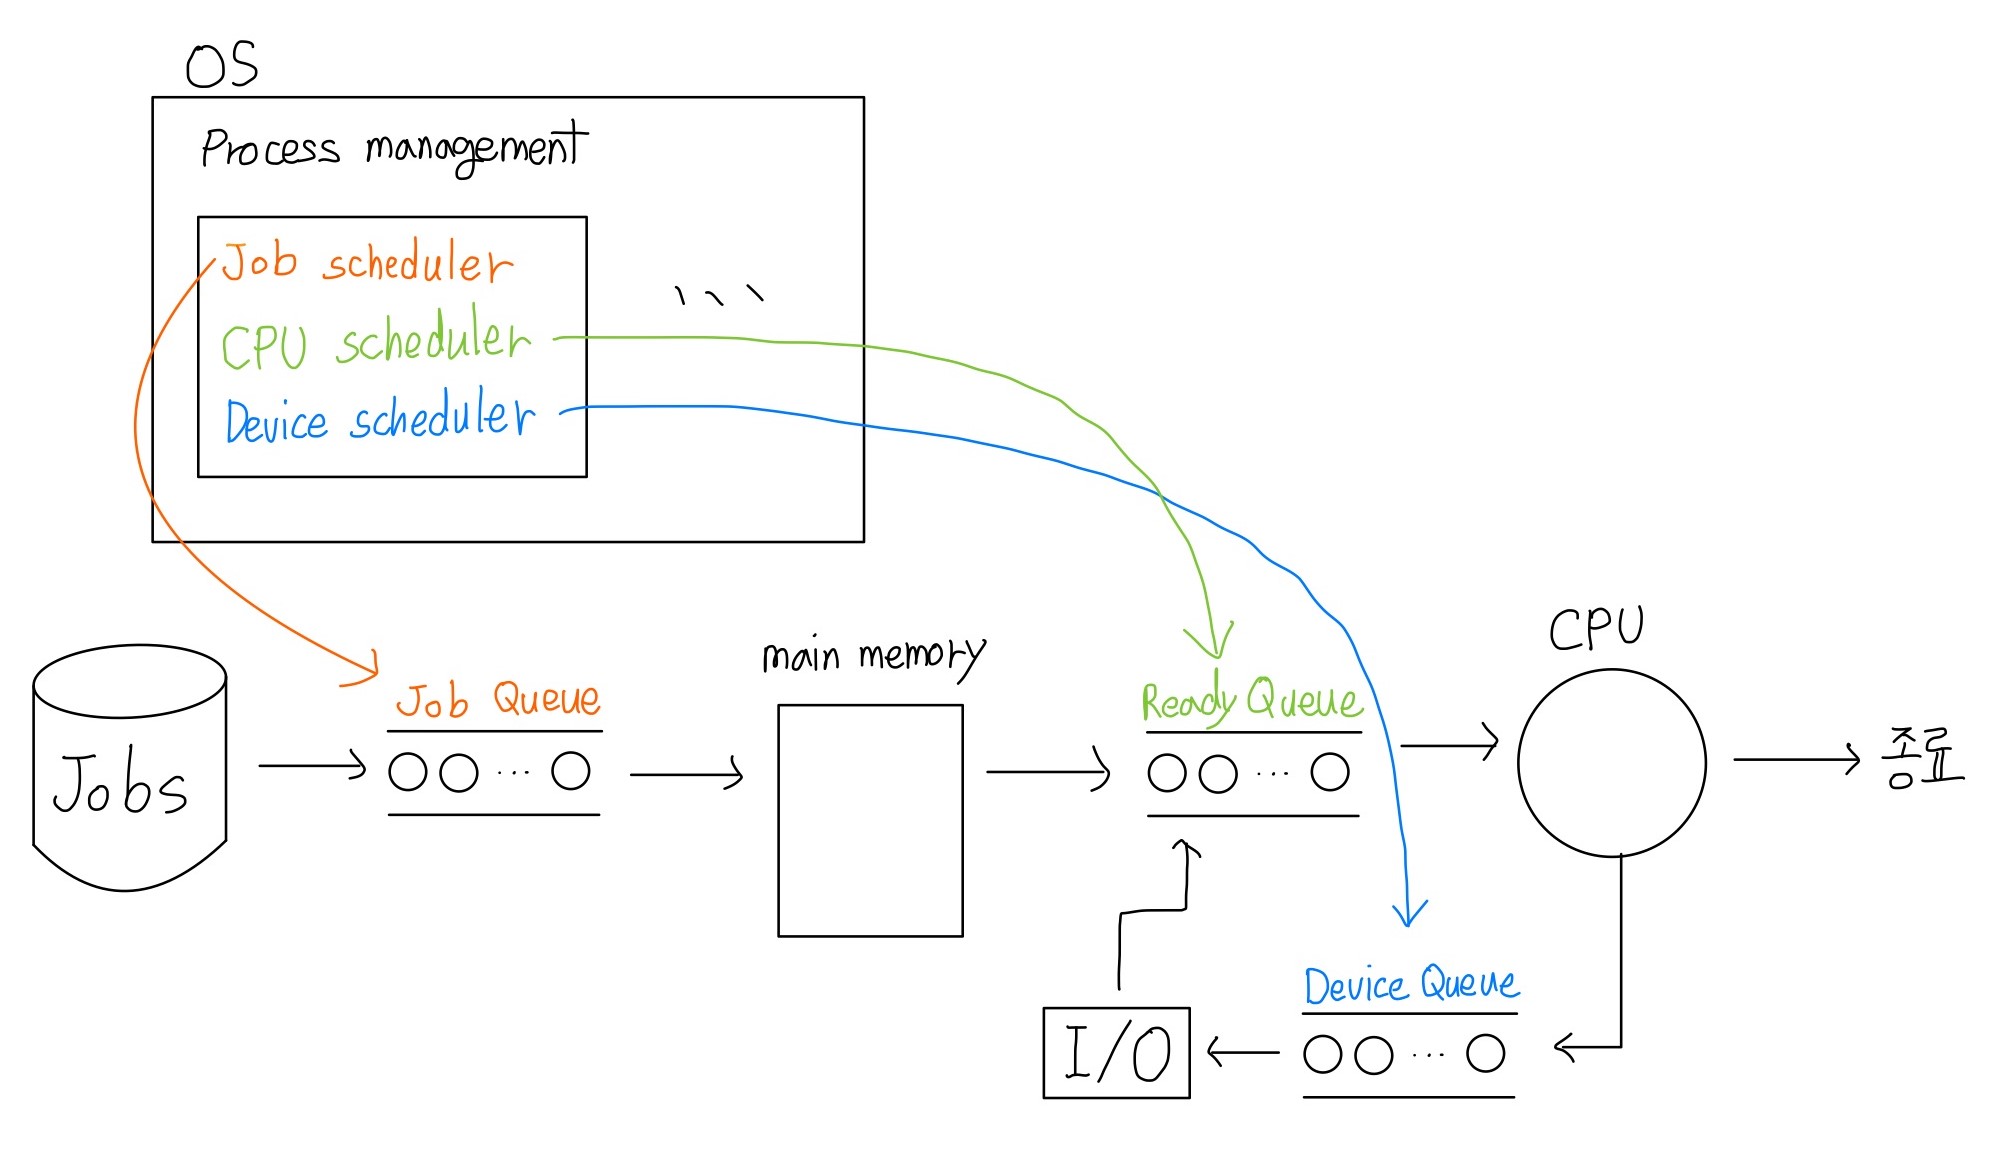 OS
Process management
Job scheduler
CPU scheduler
Device scheduler
...
Jobs
Job Queue
...
main memory
Ready Queue
...
CPU
종료
Device Queue
...
I/O